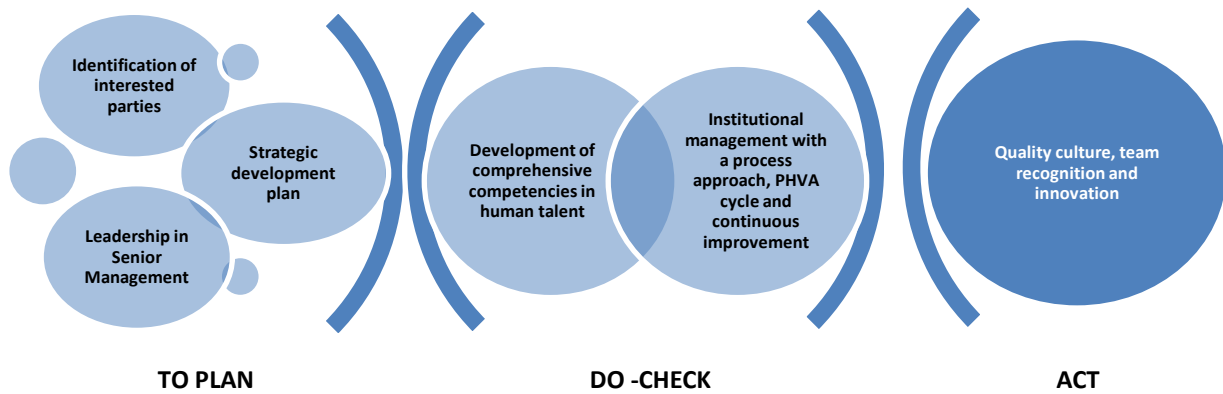 Identification of
interested
parties
Strategic
development
plan
Leadership in
Senior
Management
Development of
comprehensive
competencies in
human talent
Institutional
management with
a process
approach, PHVA
cycle and
continuous
improvement
Quality culture, team
recognition and
innovation
TO PLAN
DO -CHECK
ACT